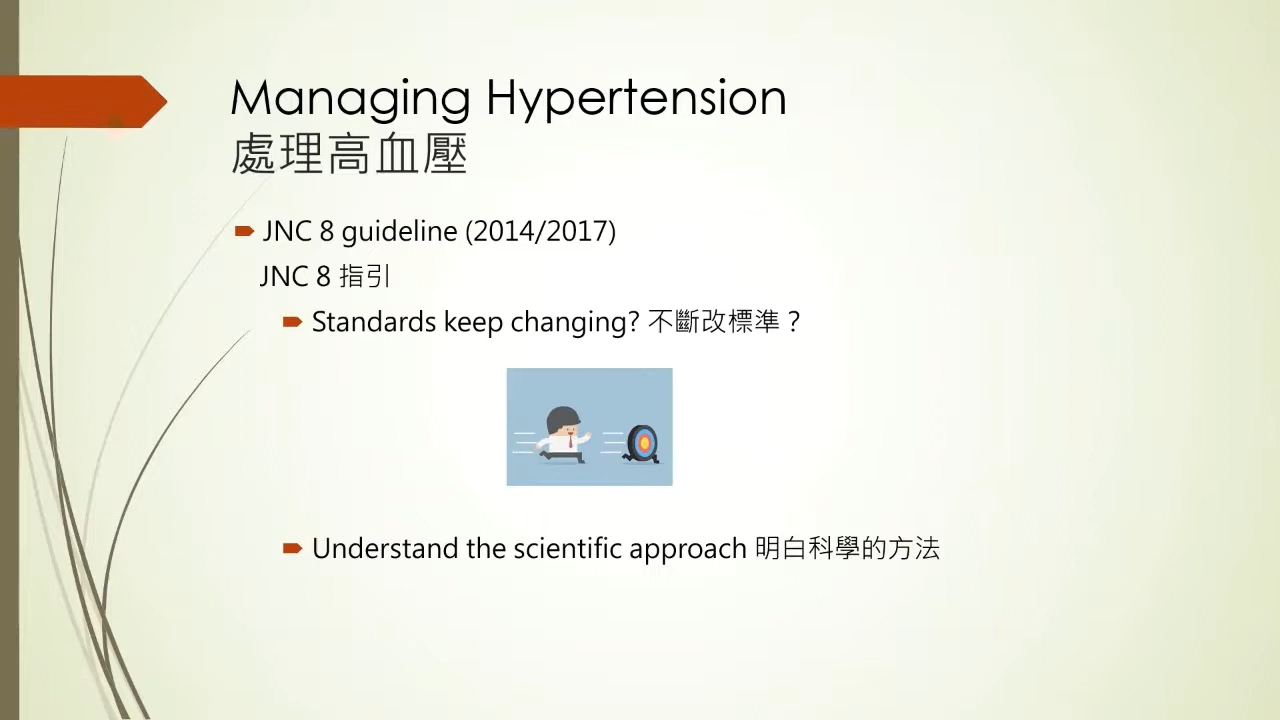 Managing Hypertension
處理高血壓
JNC 8 guideline (2014/2017)
JNC 8 指引
Standards keep changing? 不斷改標準？
Understand the scientific approach 明白科學的方法